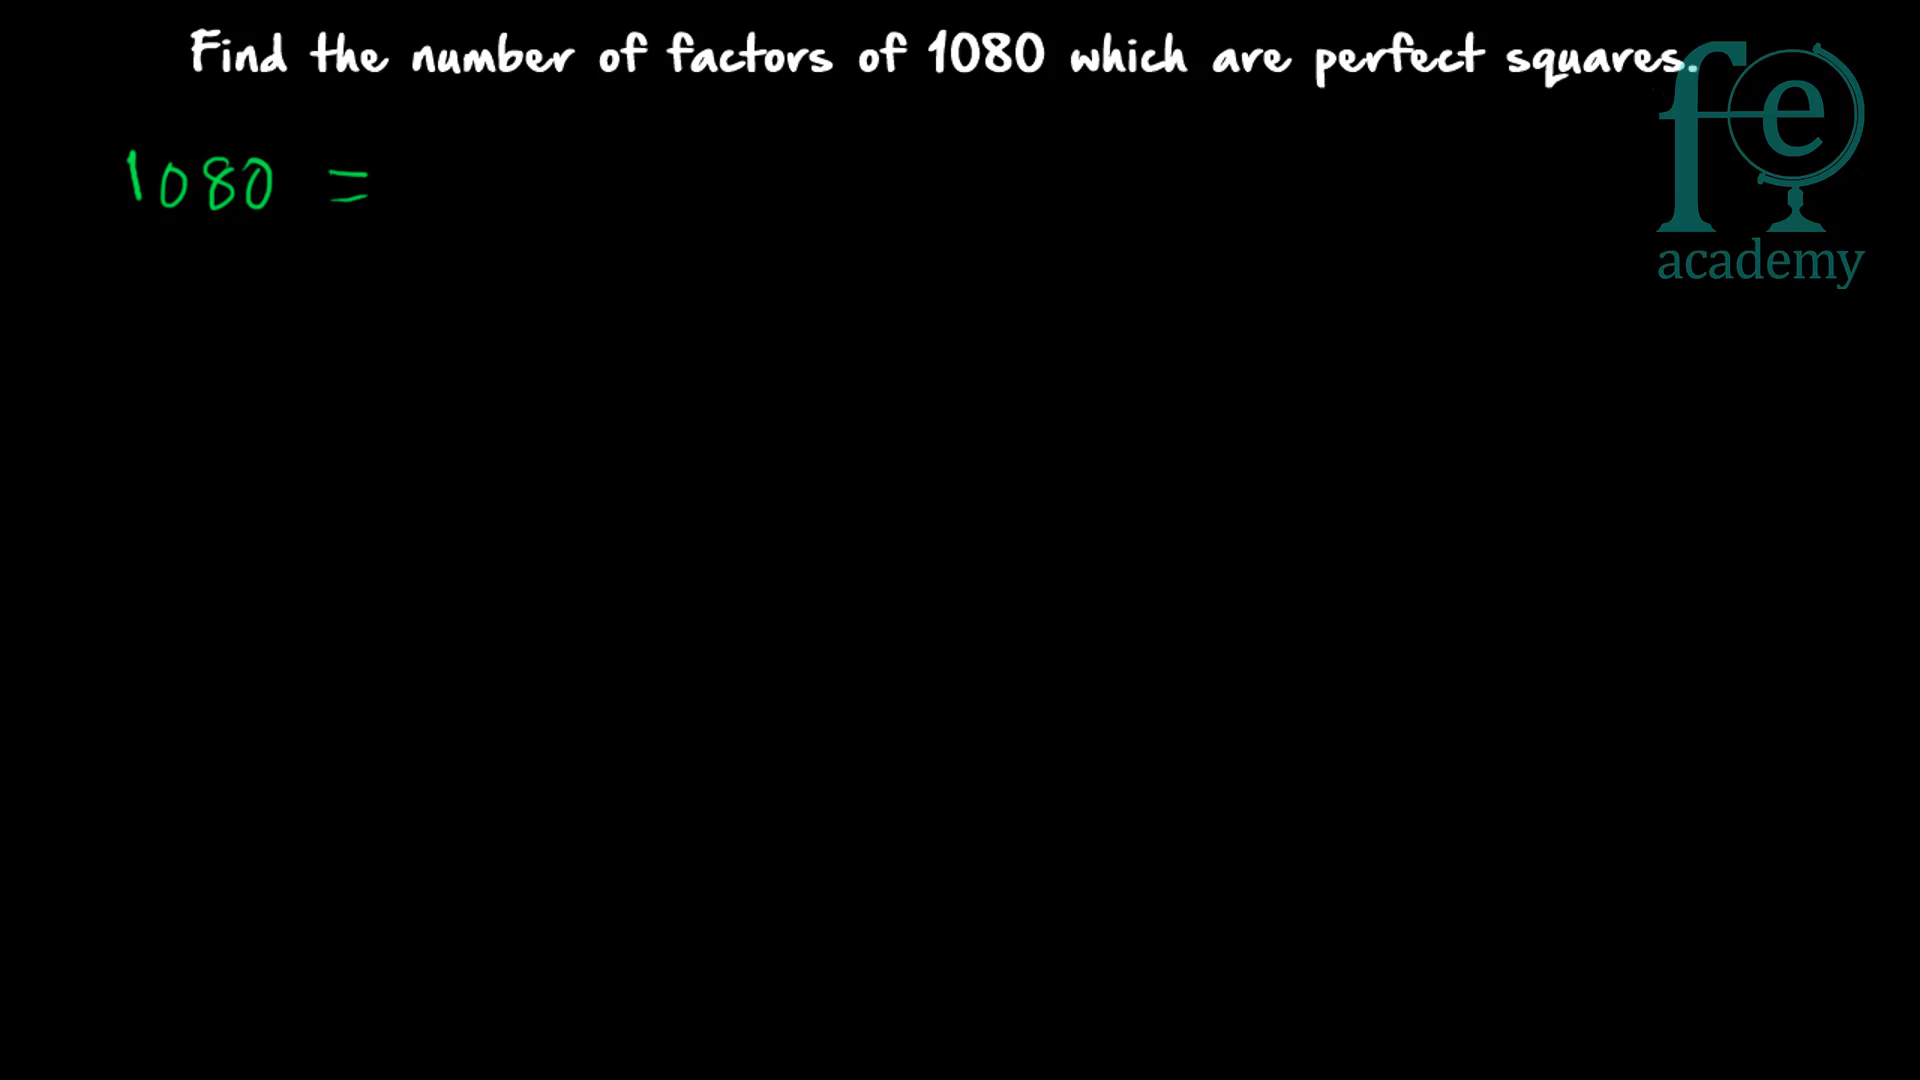 Find the number of factors of 1080 which are perfect squares.
1080 =
fe
academy